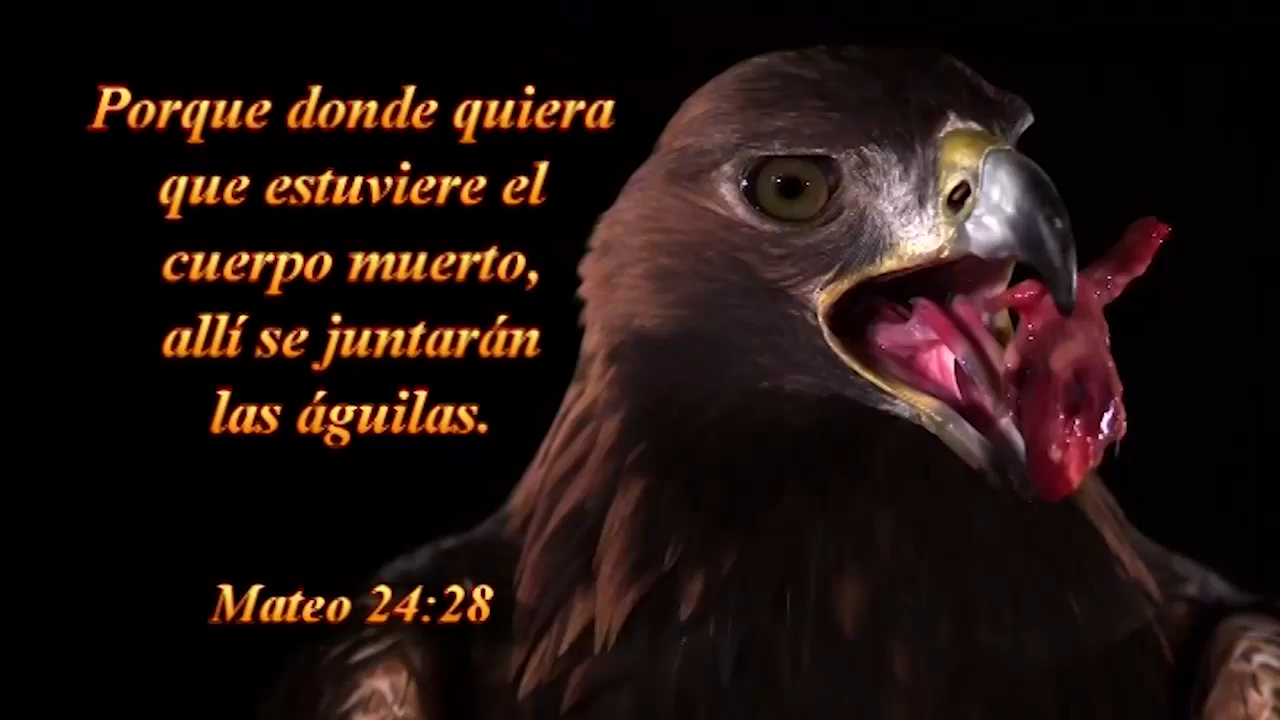 Porque donde quiera
que estuviere el
cuerpo muerto,
allí se juntarán
las águilas.
Mateo 24:28